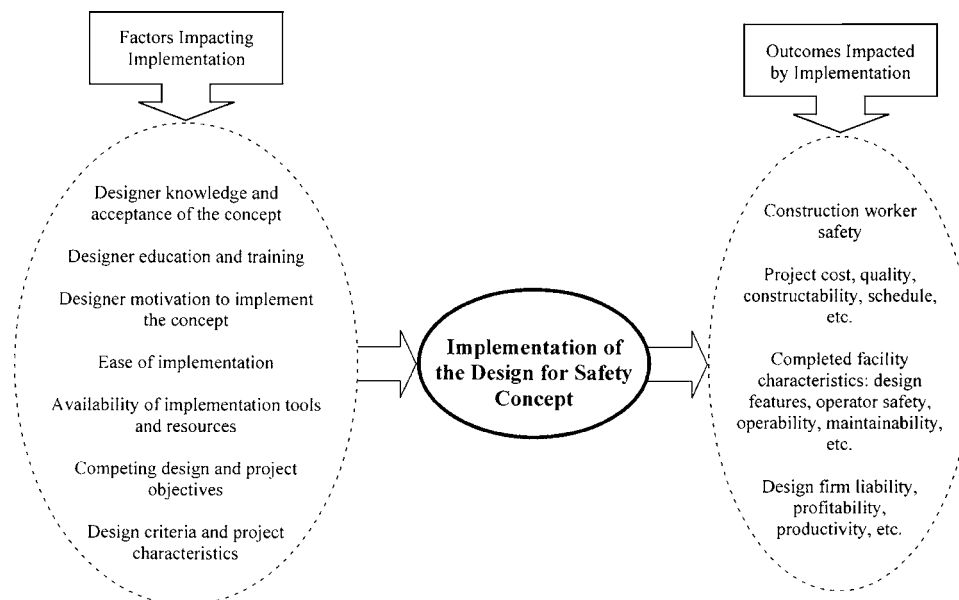 Factors Impacting
Implementation
Designer knowledge and
acceptance of the concept
Designer education and training
Designer motivation to implement
the concept
Ease of implementation
Availability of implementation tools
and resources
Competing design and project
objectives
Design criteria and project
characteristics
Implementation of
the Design for Safety
Concept
Outcomes Impacted
by Implementation
Construction worker
safety
Project cost, quality,
constructability, schedule,
etc.
Completed facility
characteristics: design
features, operator safety,
operability, maintainability,
etc.
Design firm liability,
profitability,
productivity, etc.